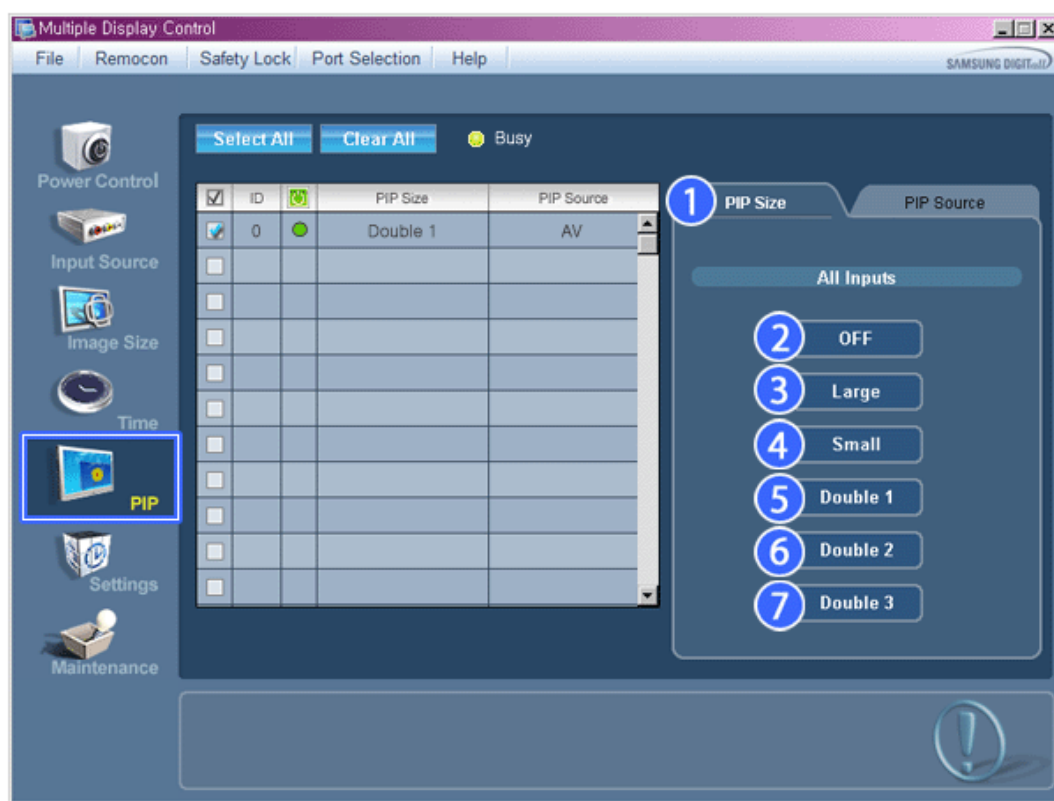 Multiple Display Control
File Remocon Safety Lock Port Selection Help
SAMSUNG DIGITall
Select All Clear All Busy
Power Control
Input Source
Image Size
Time
PIP
Settings
Maintenance
ID PIP Size PIP Source
0 Double 1 AV
1 PIP Size PIP Source
All Inputs
2 OFF
3 Large
4 Small
5 Double 1
6 Double 2
7 Double 3